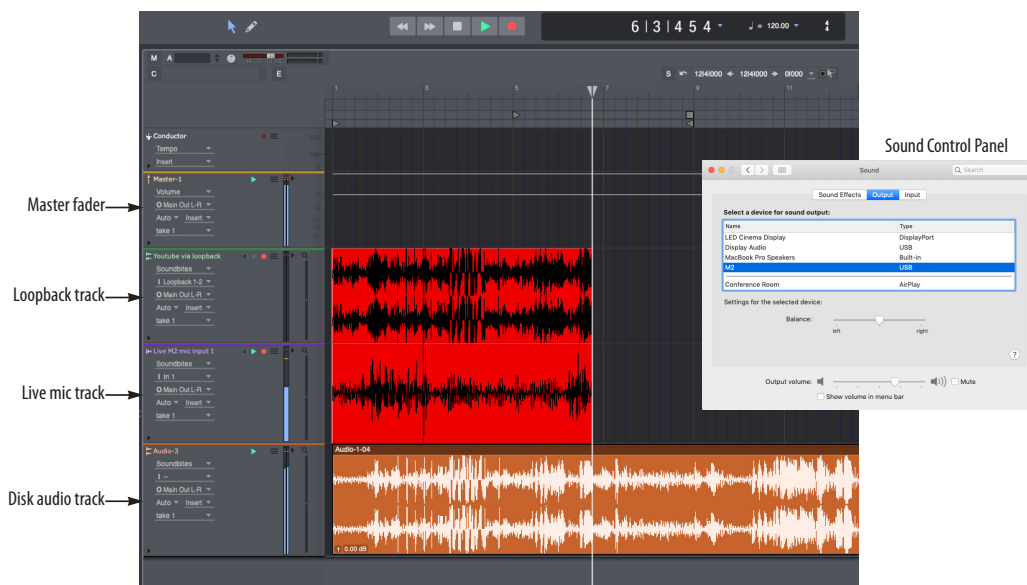 6|3|454 ♩ = 120.00 4 4
M A
C E
S 12|4|000 12|4|000 0|000
1 3 5 7 9 11
Conductor
Tempo
Insert
Master fader
Master-1
Volume
O Main Out L-R
Auto Insert
take 1
Loopback track
Youtube via loopback
Soundbites
I Loopback 1-2
O Main Out L-R
Auto Insert
take 1
Live mic track
Live M2 mic input 1
Soundbites
I In 1
O Main Out L-R
Auto Insert
take 1
Disk audio track
Audio-3
Soundbites
I –
O Main Out L-R
Auto Insert
take 1
Audio-1-04
0.00 dB
Sound Control Panel
Sound Search
Sound Effects Output Input
Select a device for sound output:
Name Type
LED Cinema Display DisplayPort
Display Audio USB
MacBook Pro Speakers Built-in
M2 USB
Conference Room AirPlay
Settings for the selected device:
Balance:
left right
?
Output volume: Mute
Show volume in menu bar